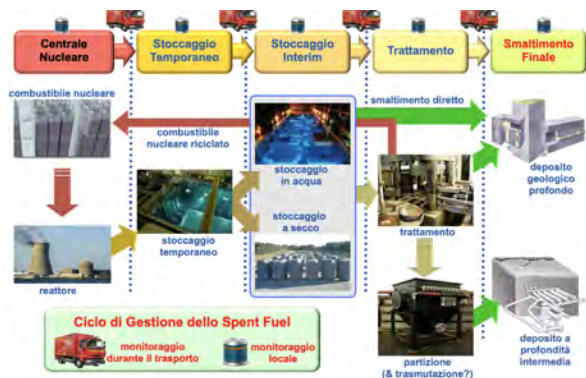 Centrale
Nucleare
Stoccaggio
Temporaneo
Stoccaggio
Interim
Trattamento
Smaltimento
Finale
combustibile nucleare
smaltimento diretto
combustibile
nucleare riciclato
stoccaggio
in acqua
deposito
geologico
profondo
stoccaggio
a secco
stoccaggio
temporaneo
trattamento
reattore
Ciclo di Gestione dello Spent Fuel
monitoraggio
durante il trasporto
monitoraggio
locale
partizione
(& trasmutazione?)
deposito a
profondità
intermedia